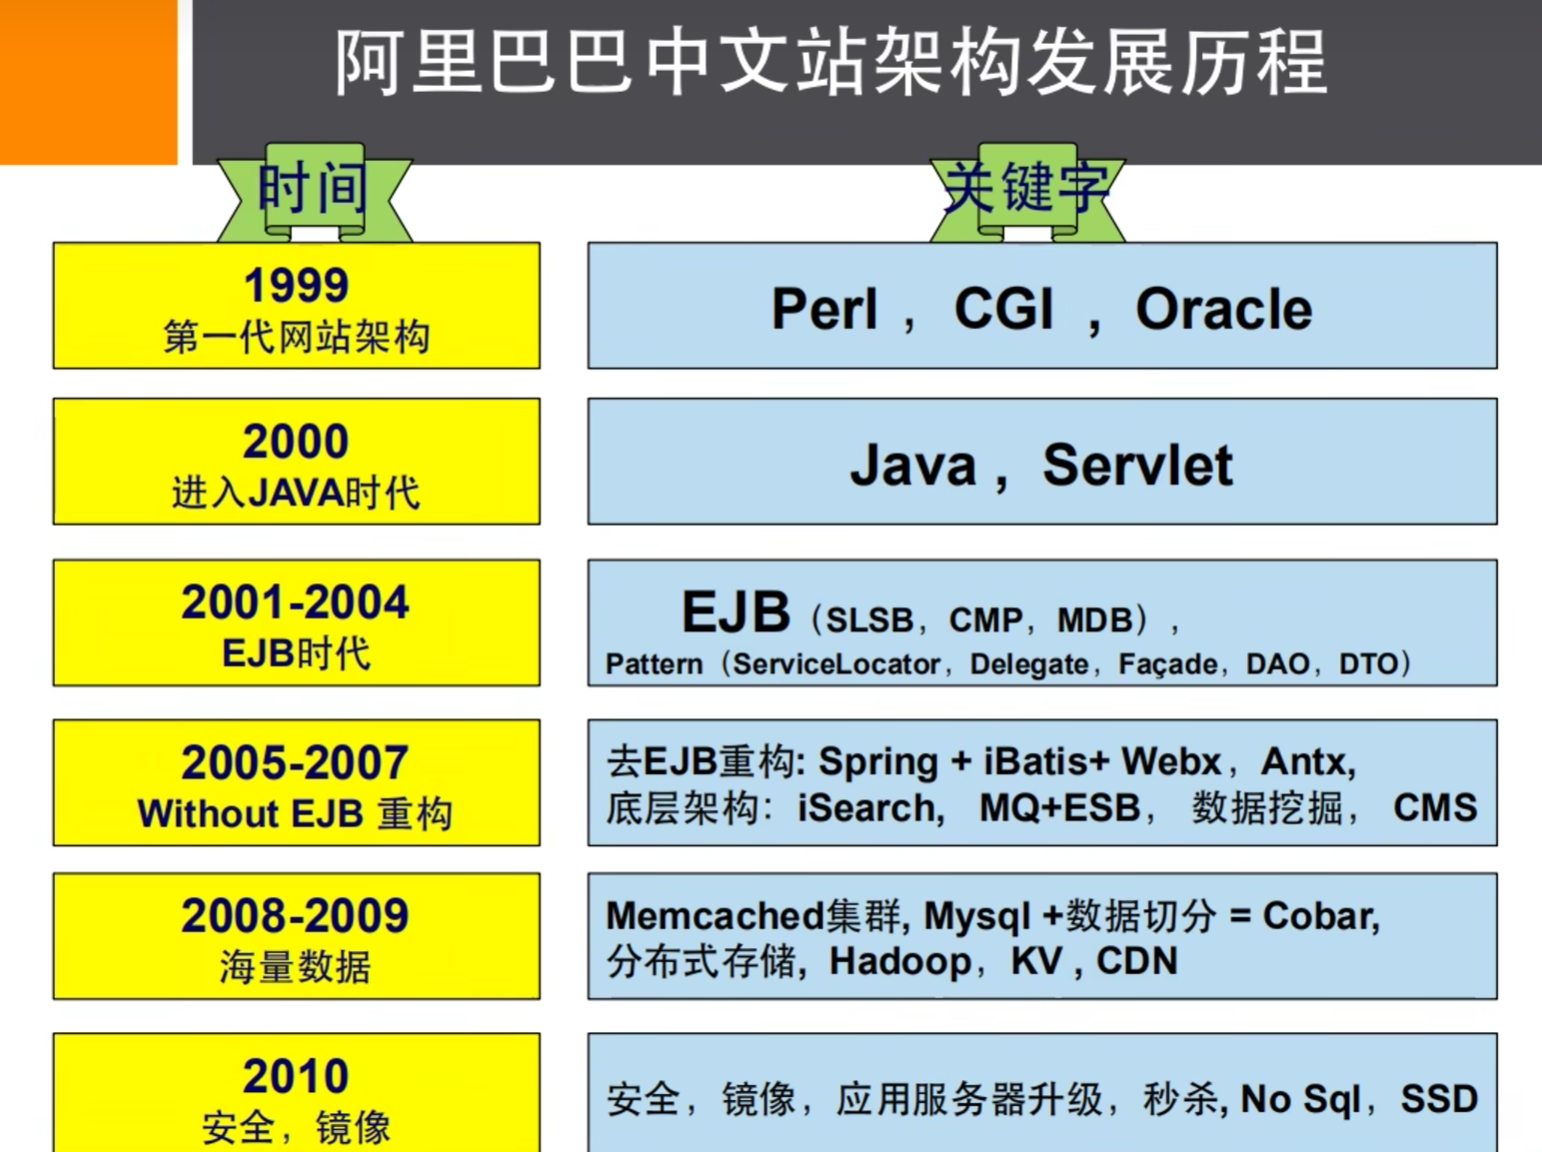 阿里巴巴中文站架构发展历程
时间
关键字
1999
第一代网站架构
Perl ，CGI ，Oracle
2000
进入JAVA时代
Java，Servlet
2001-2004
EJB时代
EJB（SLSB，CMP，MDB），
Pattern（ServiceLocator，Delegate，Façade，DAO，DTO）
2005-2007
Without EJB 重构
去EJB重构: Spring + iBatis+ Webx，Antx,
底层架构：iSearch, MQ+ESB， 数据挖掘， CMS
2008-2009
海量数据
Memcached集群, Mysql +数据切分 = Cobar,
分布式存储, Hadoop，KV , CDN
2010
安全，镜像
安全，镜像，应用服务器升级，秒杀, No Sql，SSD